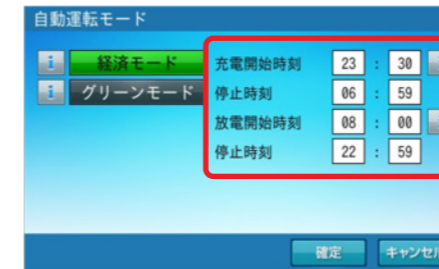 自動運転モード
i 経済モード 充電開始時刻 23 : 30
i グリーンモード 停止時刻 06 : 59
放電開始時刻 08 : 00
停止時刻 22 : 59
確定 キャンセル